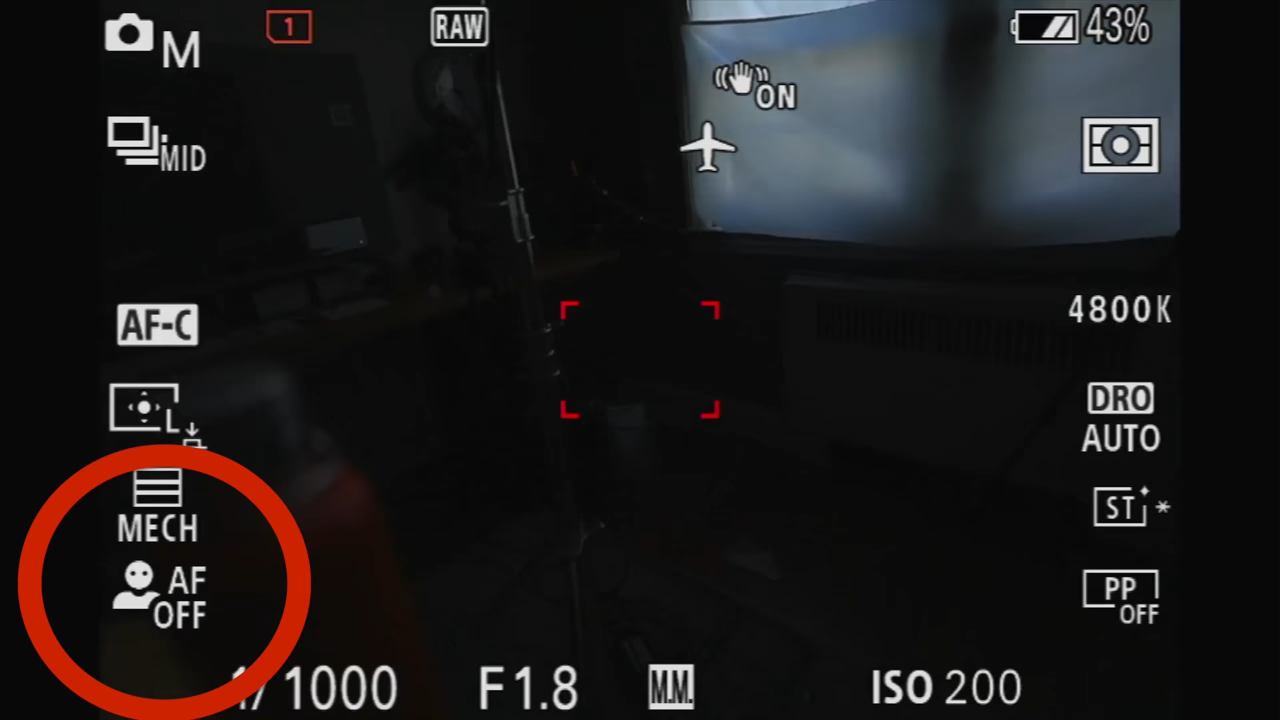 M
1
RAW
43%
ON
MID
AF-C
4800K
L
DRO
AUTO
MECH
ST *
AF
OFF
PP
OFF
1/1000
F1.8
M.M.
ISO 200